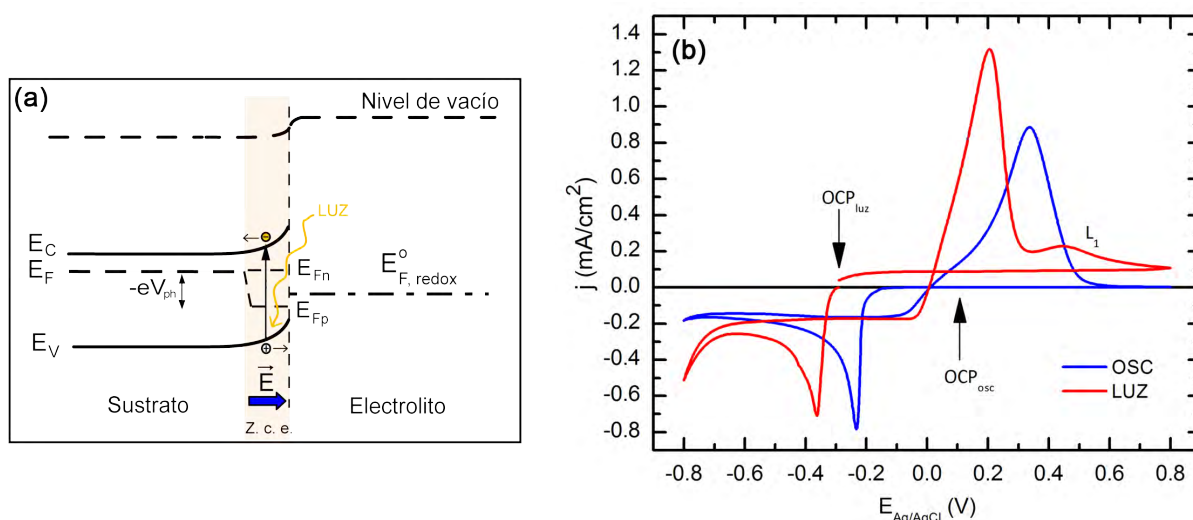 (a)
Nivel de vacío
LUZ
E_C
E_F
-eV_ph
E_Fn
E°_F, redox
E_Fp
E_V
E
Sustrato
Electrolito
Z. c. e.
(b)
1.4
1.2
1.0
0.8
0.6
0.4
0.2
0.0
-0.2
-0.4
-0.6
-0.8
j (mA/cm²)
OCP_luz
L_1
OCP_osc
OSC
LUZ
-0.8 -0.6 -0.4 -0.2 0.0 0.2 0.4 0.6 0.8
E_Ag/AgCl (V)